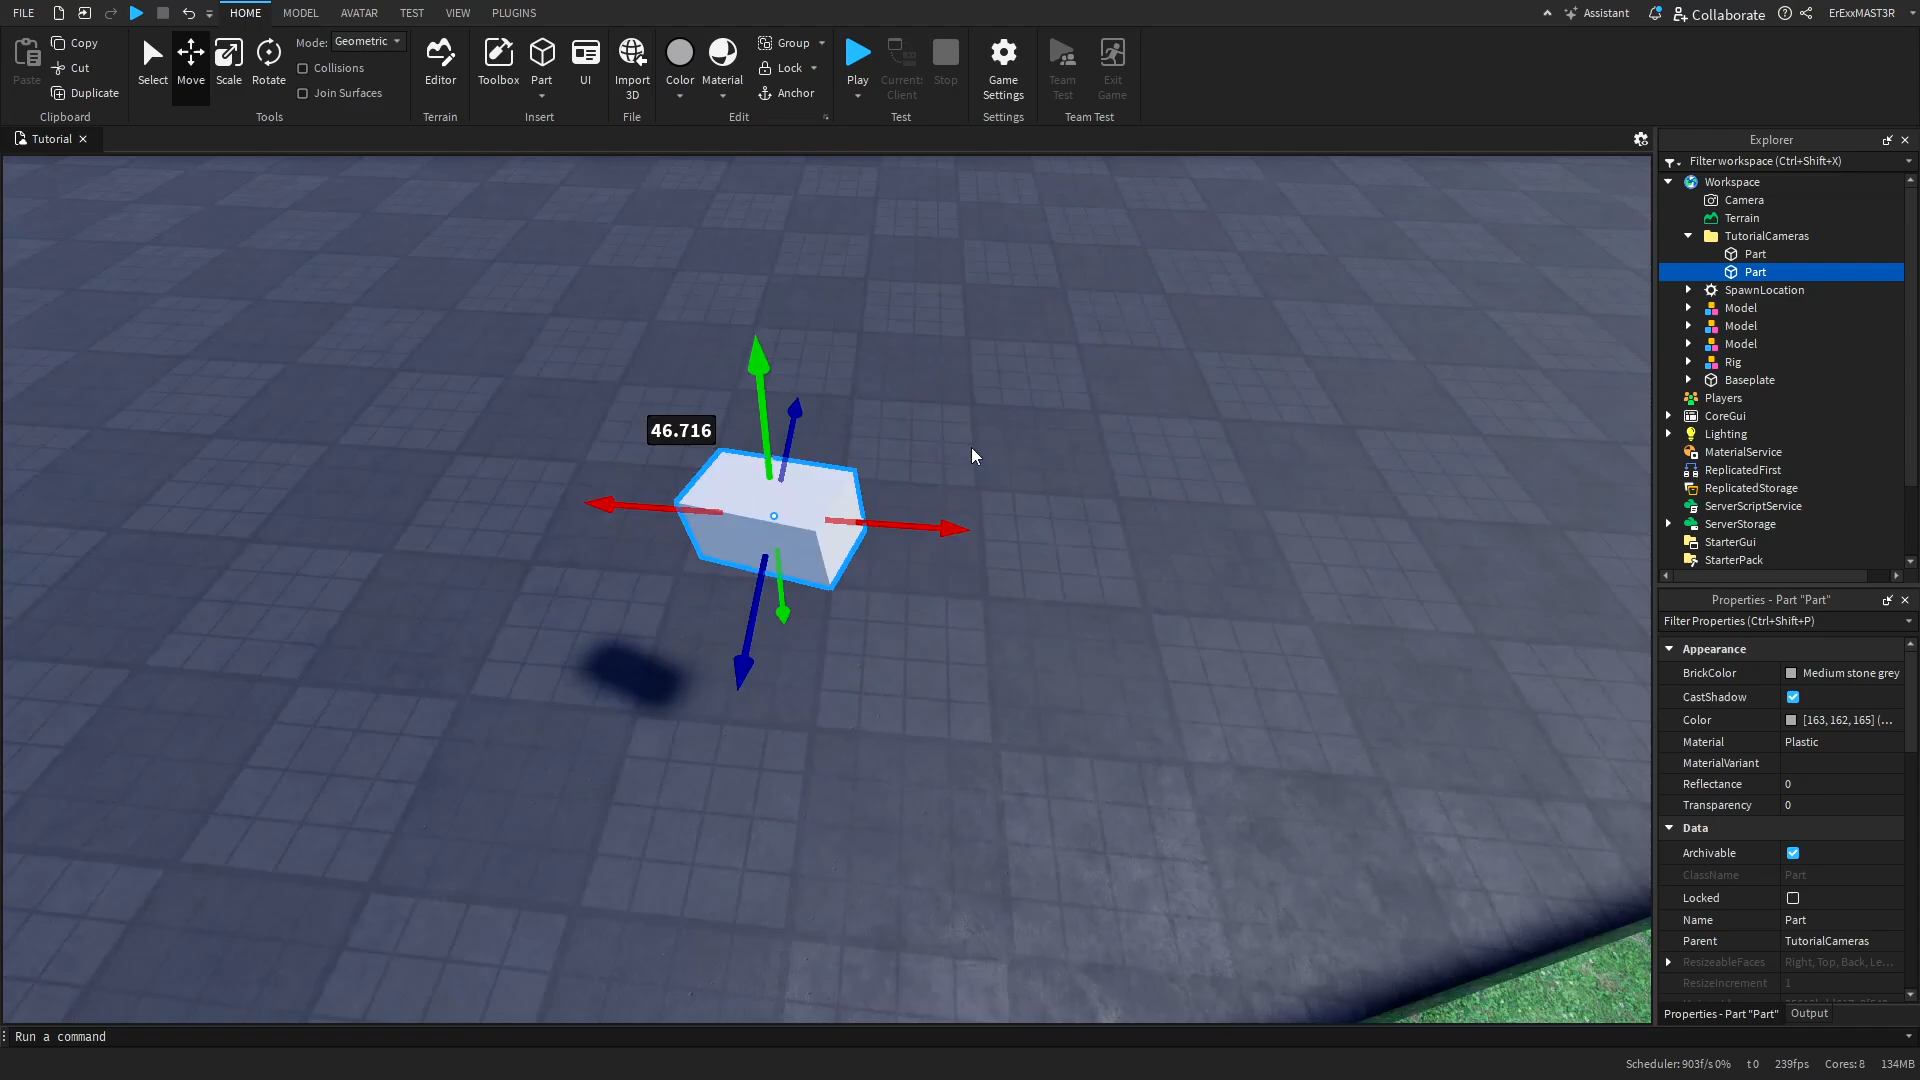 FILE
HOME
MODEL
AVATAR
TEST
VIEW
PLUGINS
Assistant
Collaborate
ErExxMAST3R
Paste
Copy
Cut
Duplicate
Clipboard
Select
Move
Scale
Rotate
Mode:
Geometric
Collisions
Join Surfaces
Tools
Editor
Terrain
Toolbox
Part
UI
Insert
Import
3D
File
Color
Material
Group
Lock
Anchor
Edit
Play
Current:
Client
Stop
Test
Game
Settings
Settings
Team
Test
Exit
Game
Team Test
Tutorial
46.716
Explorer
Filter workspace (Ctrl+Shift+X)
Workspace
Camera
Terrain
TutorialCameras
Part
Part
SpawnLocation
Model
Model
Model
Rig
Baseplate
Players
CoreGui
Lighting
MaterialService
ReplicatedFirst
ReplicatedStorage
ServerScriptService
ServerStorage
StarterGui
StarterPack
Properties - Part "Part"
Filter Properties (Ctrl+Shift+P)
Appearance
BrickColor Medium stone grey
CastShadow
Color [163, 162, 165] (...
Material Plastic
MaterialVariant
Reflectance 0
Transparency 0
Data
Archivable
ClassName Part
Locked
Name Part
Parent TutorialCameras
ResizeableFaces Right, Top, Back, Le...
ResizeIncrement 1
Properties - Part "Part"
Output
Run a command
Scheduler: 903f/s 0%
t 0
239fps
Cores: 8
134MB